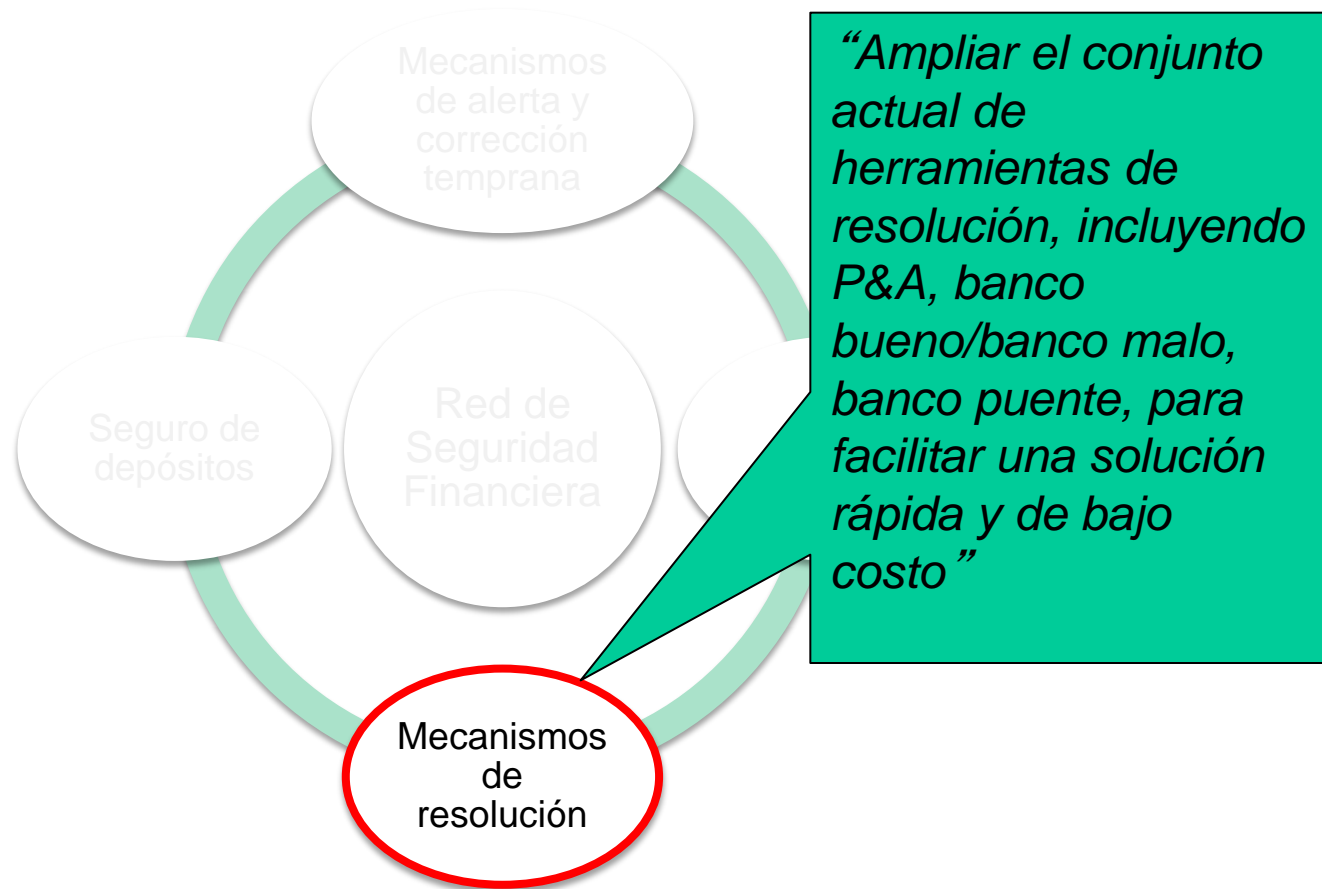 Mecanismos
de alerta y
corrección
temprana
“Ampliar el conjunto
actual de
herramientas de
resolución, incluyendo
P&A, banco
bueno/banco malo,
banco puente, para
facilitar una solución
rápida y de bajo
costo”
Seguro de
depósitos
Red de
Seguridad
Financiera
Mecanismos
de
resolución